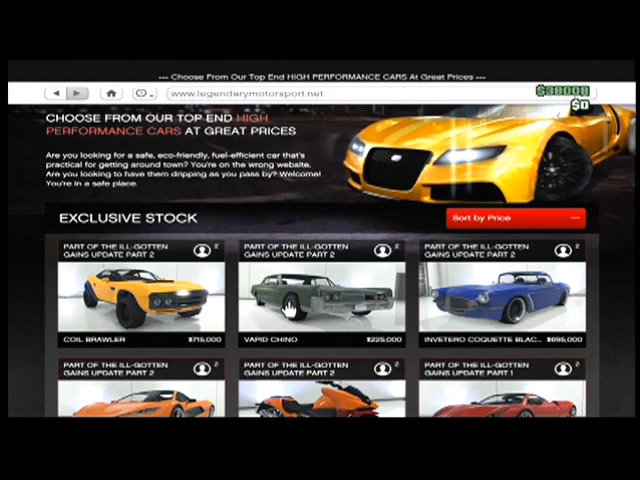 --- Choose From Our Top End HIGH PERFORMANCE CARS At Great Prices ---
www.legendarymotorsport.net
$38008
$0
CHOOSE FROM OUR TOP END HIGH
PERFORMANCE CARS AT GREAT PRICES
Are you looking for a safe, eco-friendly, fuel-efficient car that's
practical for getting around town? You're on the wrong website.
Are you looking to have them dripping as you pass by? Welcome!
You're in a safe place.
EXCLUSIVE STOCK
Sort by Price
PART OF THE ILL-GOTTEN
GAINS UPDATE PART 2
2
PART OF THE ILL-GOTTEN
GAINS UPDATE PART 2
2
PART OF THE ILL-GOTTEN
GAINS UPDATE PART 2
2
COIL BRAWLER $715,000
VAPID CHINO $225,000
INVETERO COQUETTE BLAC... $695,000
PART OF THE ILL-GOTTEN
GAINS UPDATE PART 2
2
PART OF THE ILL-GOTTEN
GAINS UPDATE PART 2
2
PART OF THE ILL-GOTTEN
GAINS UPDATE PART 1
2